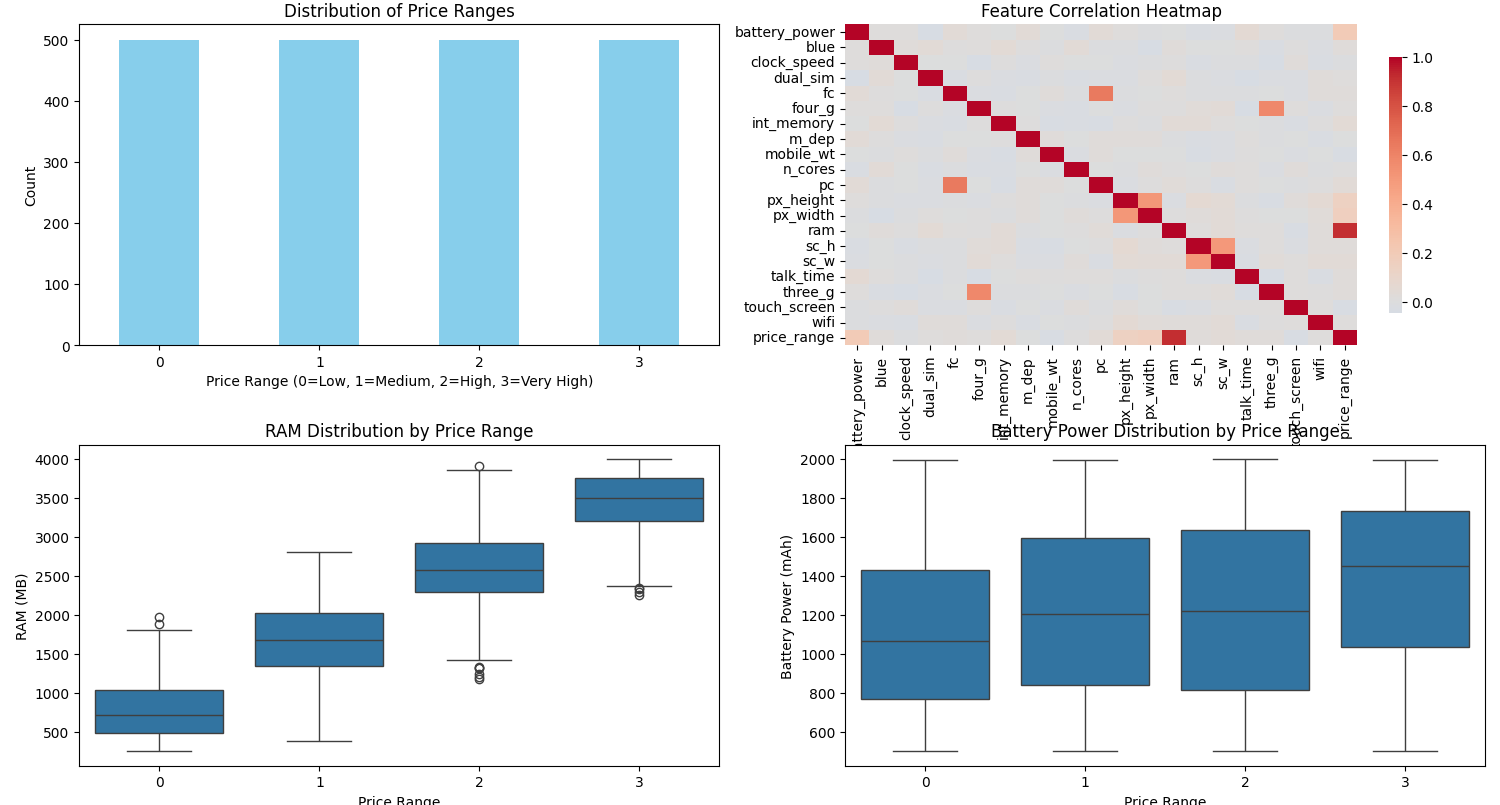 Distribution of Price Ranges
500
400
300
200
100
0
Count
0 1 2 3
Price Range (0=Low, 1=Medium, 2=High, 3=Very High)
Feature Correlation Heatmap
battery_power
blue
clock_speed
dual_sim
fc
four_g
int_memory
m_dep
mobile_wt
n_cores
pc
px_height
px_width
ram
sc_h
sc_w
talk_time
three_g
touch_screen
wifi
price_range
blue
clock_speed
dual_sim
fc
four_g
m_dep
mobile_wt
n_cores
pc
px_height
px_width
ram
sc_h
sc_w
talk_time
three_g
wifi
price_range
1.0
0.8
0.6
0.4
0.2
0.0
RAM Distribution by Price Range
4000
3500
3000
2500
2000
1500
1000
500
RAM (MB)
0 1 2 3
Price Range
Battery Power Distribution by Price Range
2000
1800
1600
1400
1200
1000
800
600
Battery Power (mAh)
0 1 2 3
Price Range